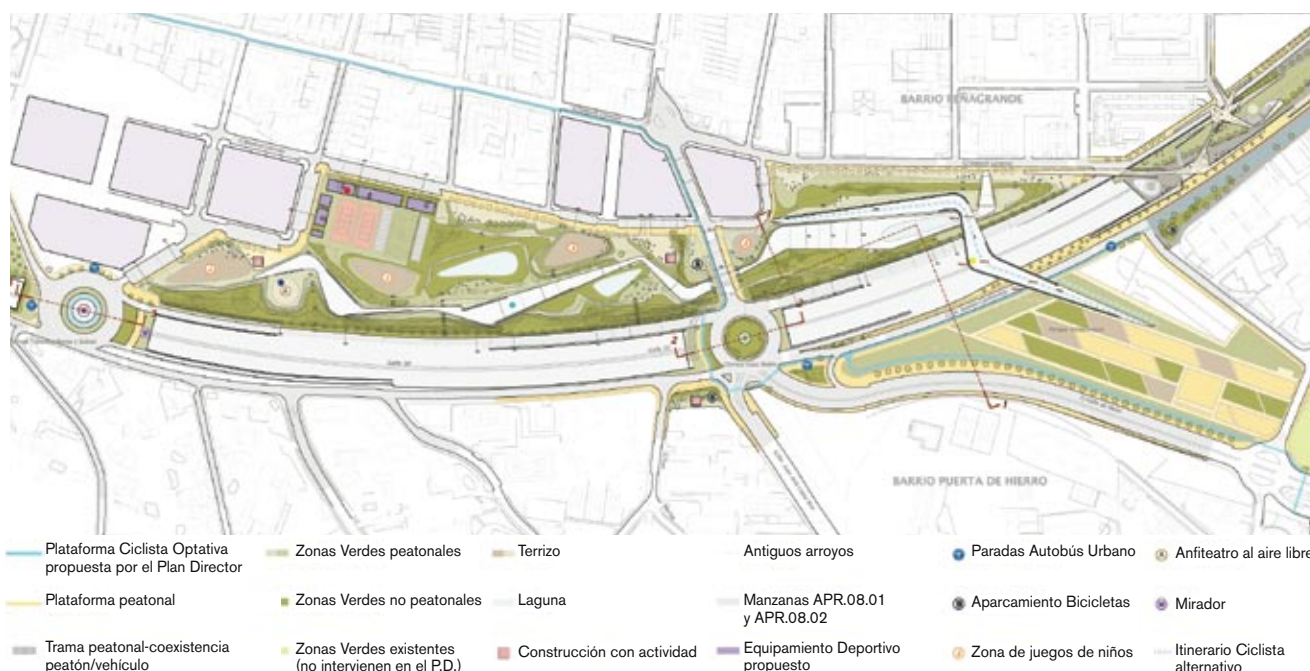 BARRIO PEÑAGRANDE
BARRIO PUERTA DE HIERRO
Plataforma Ciclista Optativa
propuesta por el Plan Director
Plataforma peatonal
Trama peatonal-coexistencia
peatón/vehículo
Zonas Verdes peatonales
Zonas Verdes no peatonales
Zonas Verdes existentes
(no intervienen en el P.D.)
Terrizo
Laguna
Construcción con actividad
Antiguos arroyos
Manzanas APR.08.01
y APR.08.02
Equipamiento Deportivo
propuesto
Paradas Autobús Urbano
Aparcamiento Bicicletas
Zona de juegos de niños
Anfiteatro al aire libre
Mirador
Itinerario Ciclista
alternativo